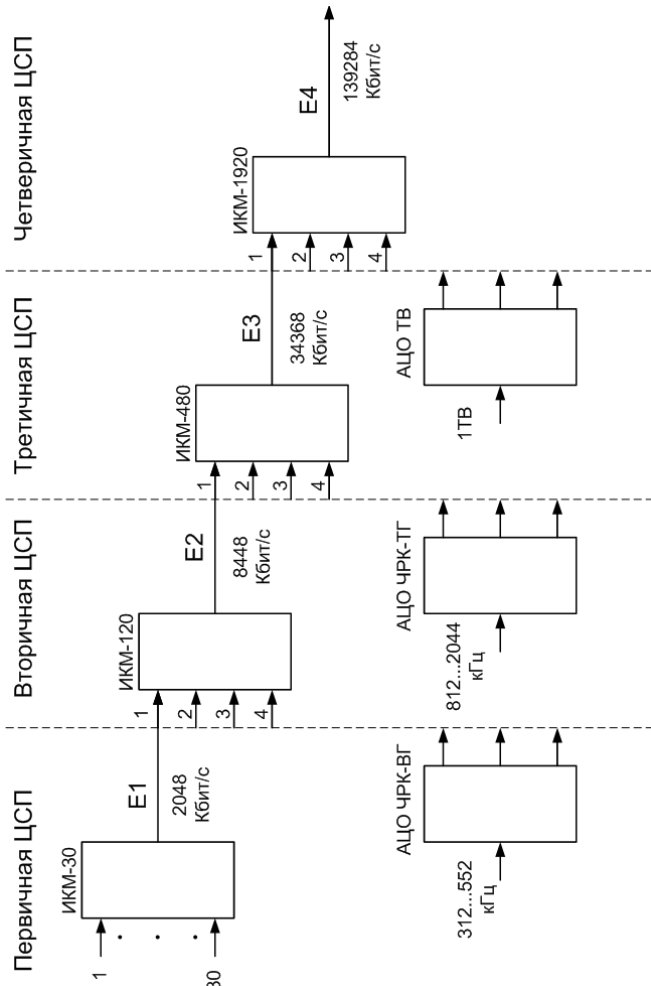 Первичная ЦСП
Вторичная ЦСП
Третичная ЦСП
Четверичная ЦСП
ИКМ-30
1
30
E1
2048
Кбит/с
ИКМ-120
1
2
3
4
E2
8448
Кбит/с
ИКМ-480
1
2
3
4
E3
34368
Кбит/с
ИКМ-1920
1
2
3
4
E4
139284
Кбит/с
АЦО ЧРК-ВГ
312...552
кГц
АЦО ЧРК-ТГ
812...2044
кГц
АЦО ТВ
1ТВ